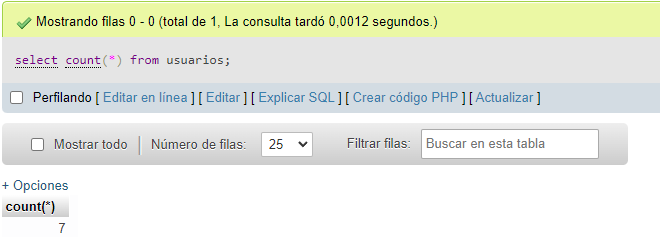 Mostrando filas 0 - 0 (total de 1, La consulta tardó 0,0012 segundos.)
select count(*) from usuarios;
Perfilando [ Editar en línea ] [ Editar ] [ Explicar SQL ] [ Crear código PHP ] [ Actualizar ]
Mostrar todo Número de filas: 25 Filtrar filas: Buscar en esta tabla
+ Opciones
count(*)
7